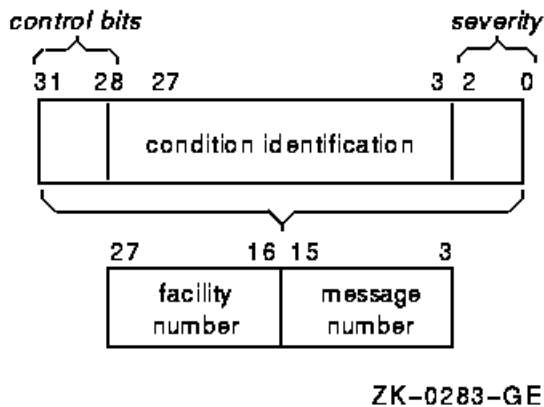 control bits severity
31 28 27 3 2 0
condition identification
27 16 15 3
facility message
number number
ZK-0283-GE